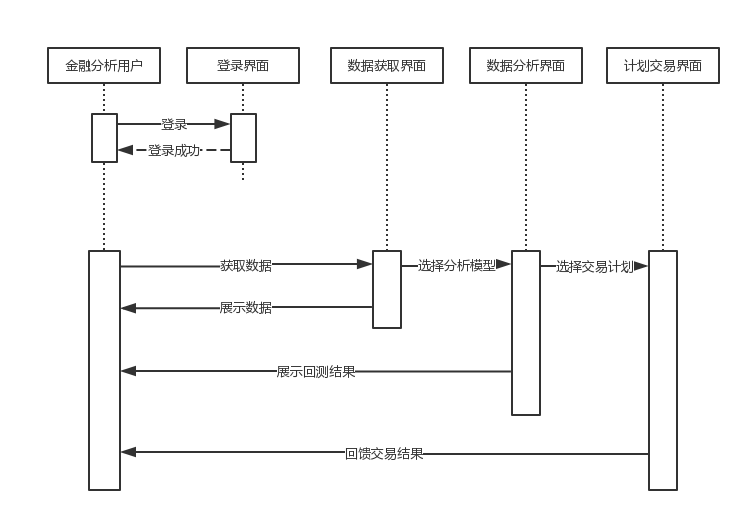 金融分析用户
登录界面
数据获取界面
数据分析界面
计划交易界面
登录
登录成功
获取数据
选择分析模型
选择交易计划
展示数据
展示回测结果
回馈交易结果